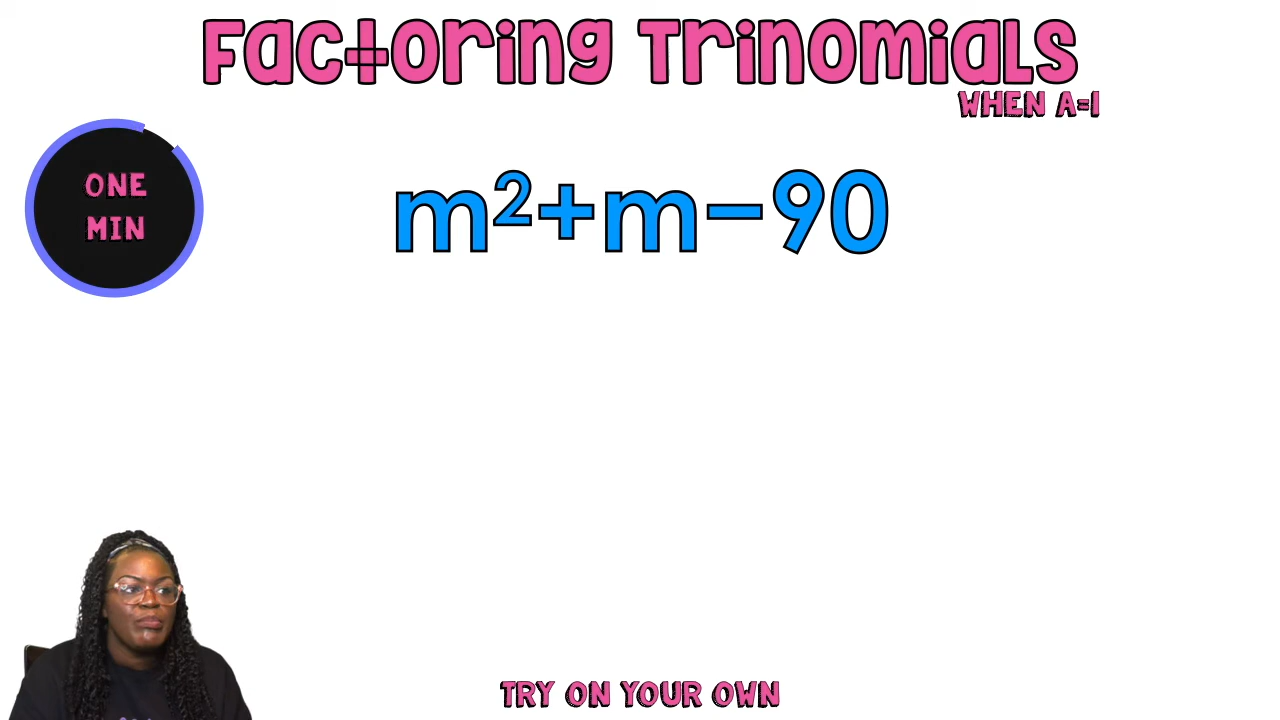 Factoring Trinomials
WHEN A=1
ONE
MIN
m²+m−90
TRY ON YOUR OWN